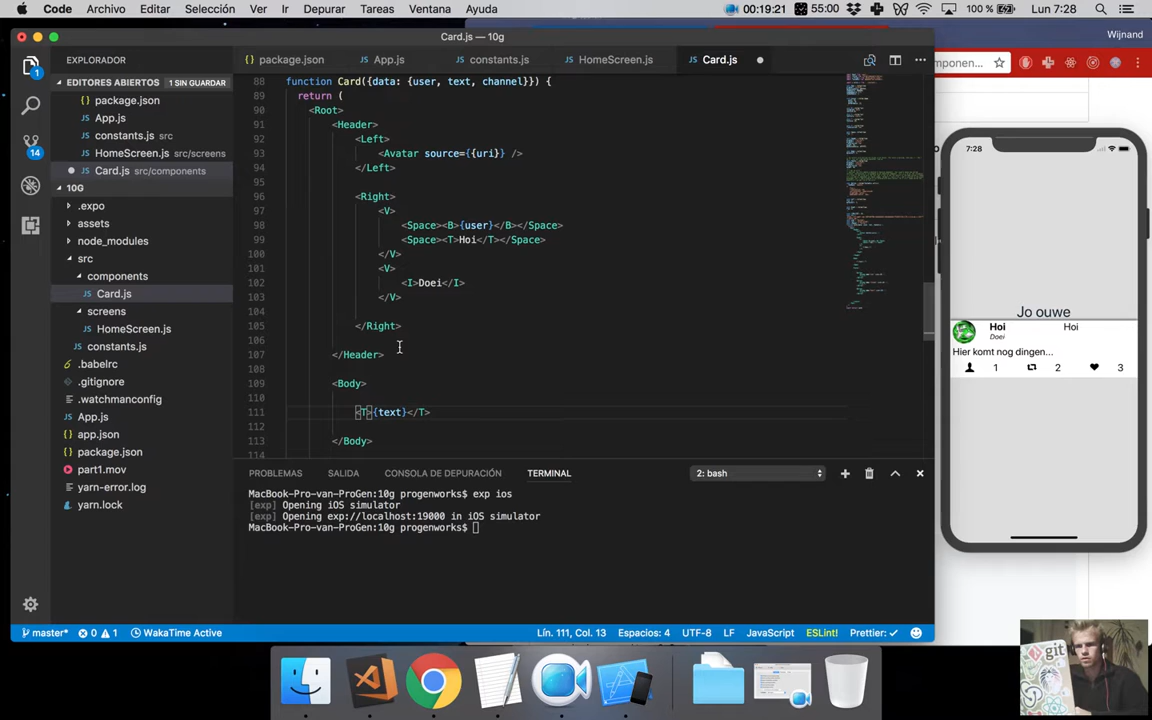 Code Archivo Editar Selección Ver Ir Depurar Tareas Ventana Ayuda 00:19:21 55:00 100 % Lun 7:28
Card.js — 10g
Wijnand
EXPLORADOR
package.json App.js constants.js HomeScreen.js Card.js
EDITORES ABIERTOS 1 SIN GUARDAR
package.json
App.js
constants.js src
HomeScreen.js src/screens
Card.js src/components
10G
.expo
assets
node_modules
src
components
Card.js
screens
HomeScreen.js
constants.js
.babelrc
.gitignore
.watchmanconfig
App.js
app.json
package.json
part1.mov
yarn-error.log
yarn.lock
1
14
88 function Card({data: {user, text, channel}}) {
89 return (
90 <Root>
91 <Header>
92 <Left>
93 <Avatar source={{uri}} />
94 </Left>
95
96 <Right>
97 <V>
98 <Space><B>{user}</B></Space>
99 <Space><T>Hoi</T></Space>
100 </V>
101 <V>
102 <I>Doei</I>
103 </V>
104
105 </Right>
106
107 </Header>
108
109 <Body>
110
111 <T>{text}</T>
112
113 </Body>
114
PROBLEMAS SALIDA CONSOLA DE DEPURACIÓN TERMINAL 2: bash
MacBook-Pro-van-ProGen:10g progenworks$ exp ios
[exp] Opening iOS simulator
[exp] Opening exp://localhost:19000 in iOS simulator
MacBook-Pro-van-ProGen:10g progenworks$
master* 0 1 WakaTime Active Lín. 111, Col. 13 Espacios: 4 UTF-8 LF JavaScript ESLint! Prettier: ✓
omponen...
7:28
Jo ouwe
Hoi Hoi
Doei
Hier komt nog dingen...
1 2 3
git